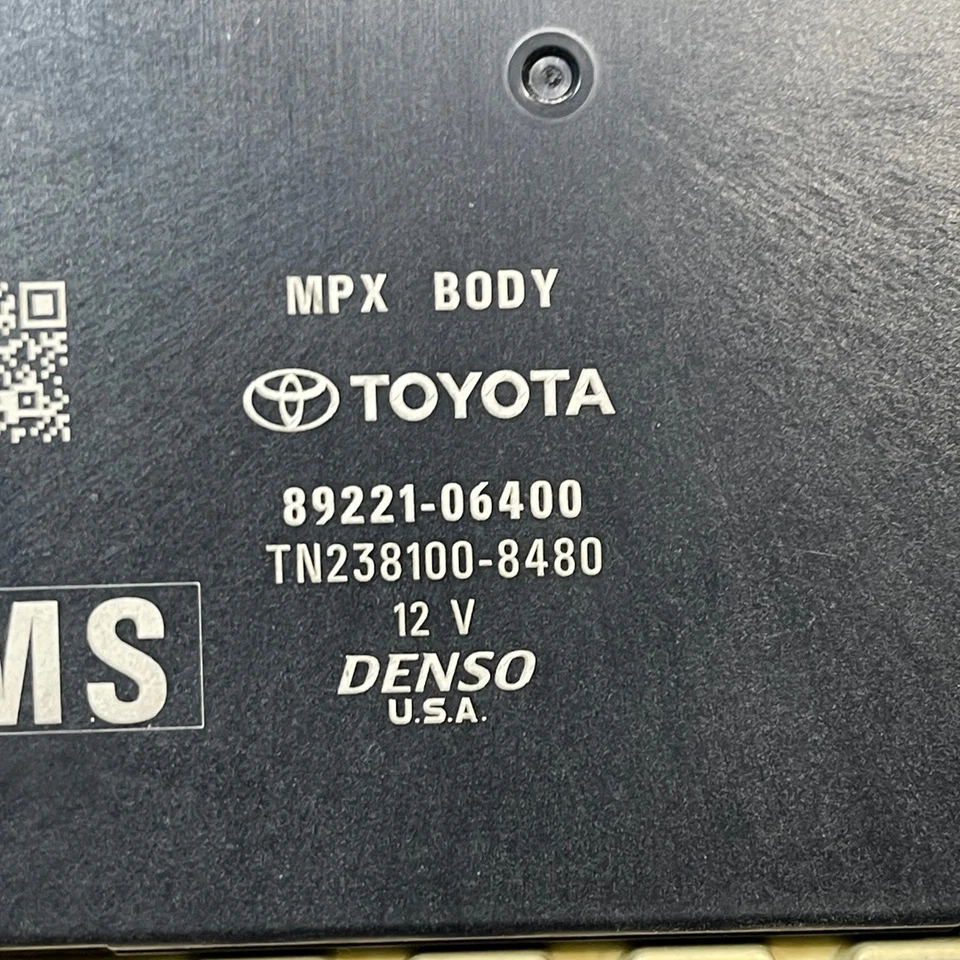 MPX BODY
TOYOTA
89221-06400
TN238100-8480
12 V
MS
DENSO
U.S.A.